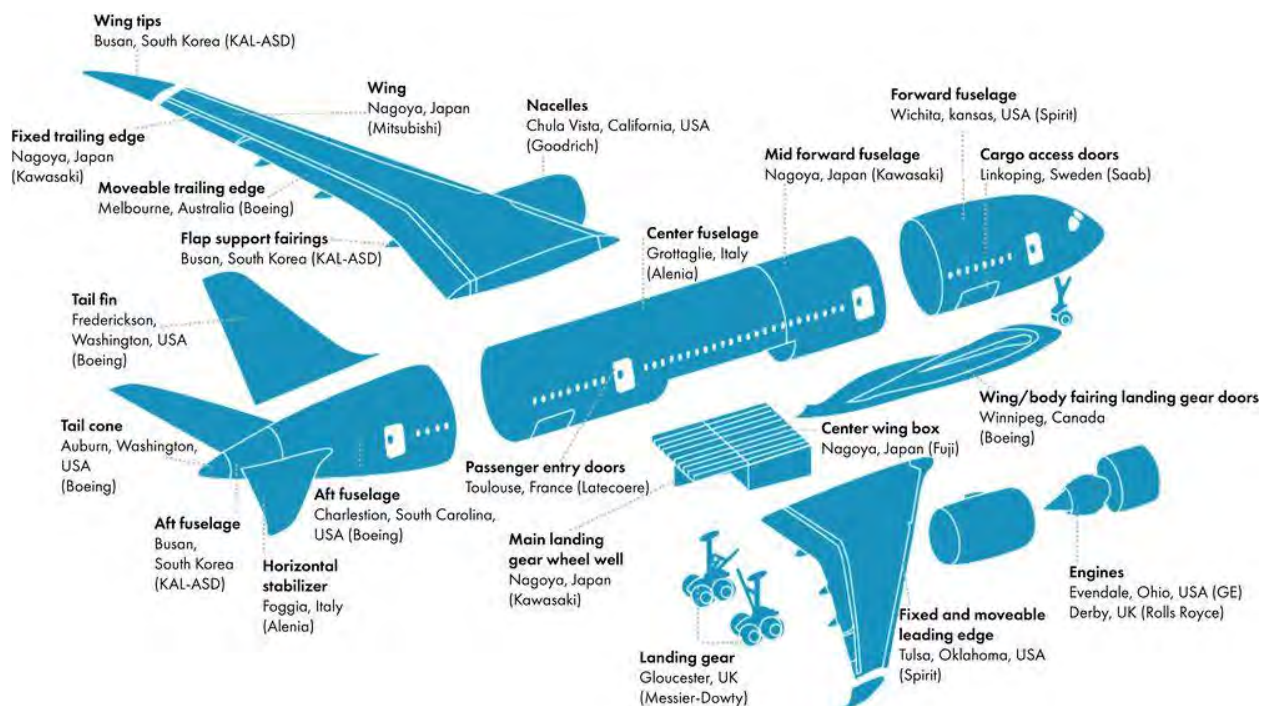 Wing tips
Busan, South Korea (KAL-ASD)
Wing
Nagoya, Japan
(Mitsubishi)
Nacelles
Chula Vista, California, USA
(Goodrich)
Forward fuselage
Wichita, kansas, USA (Spirit)
Fixed trailing edge
Nagoya, Japan
(Kawasaki)
Mid forward fuselage
Nagoya, Japan (Kawasaki)
Cargo access doors
Linkoping, Sweden (Saab)
Moveable trailing edge
Melbourne, Australia (Boeing)
Flap support fairings
Busan, South Korea (KAL-ASD)
Center fuselage
Grottaglie, Italy
(Alenia)
Tail fin
Frederickson,
Washington, USA
(Boeing)
Wing/body fairing landing gear doors
Winnipeg, Canada
(Boeing)
Tail cone
Auburn, Washington,
USA
(Boeing)
Center wing box
Nagoya, Japan (Fuji)
Passenger entry doors
Toulouse, France (Latecoere)
Aft fuselage
Charlestion, South Carolina,
USA (Boeing)
Aft fuselage
Busan,
South Korea
(KAL-ASD)
Horizontal
stabilizer
Foggia, Italy
(Alenia)
Main landing
gear wheel well
Nagoya, Japan
(Kawasaki)
Engines
Evendale, Ohio, USA (GE)
Derby, UK (Rolls Royce)
Fixed and moveable
leading edge
Tulsa, Oklahoma, USA
(Spirit)
Landing gear
Gloucester, UK
(Messier-Dowty)